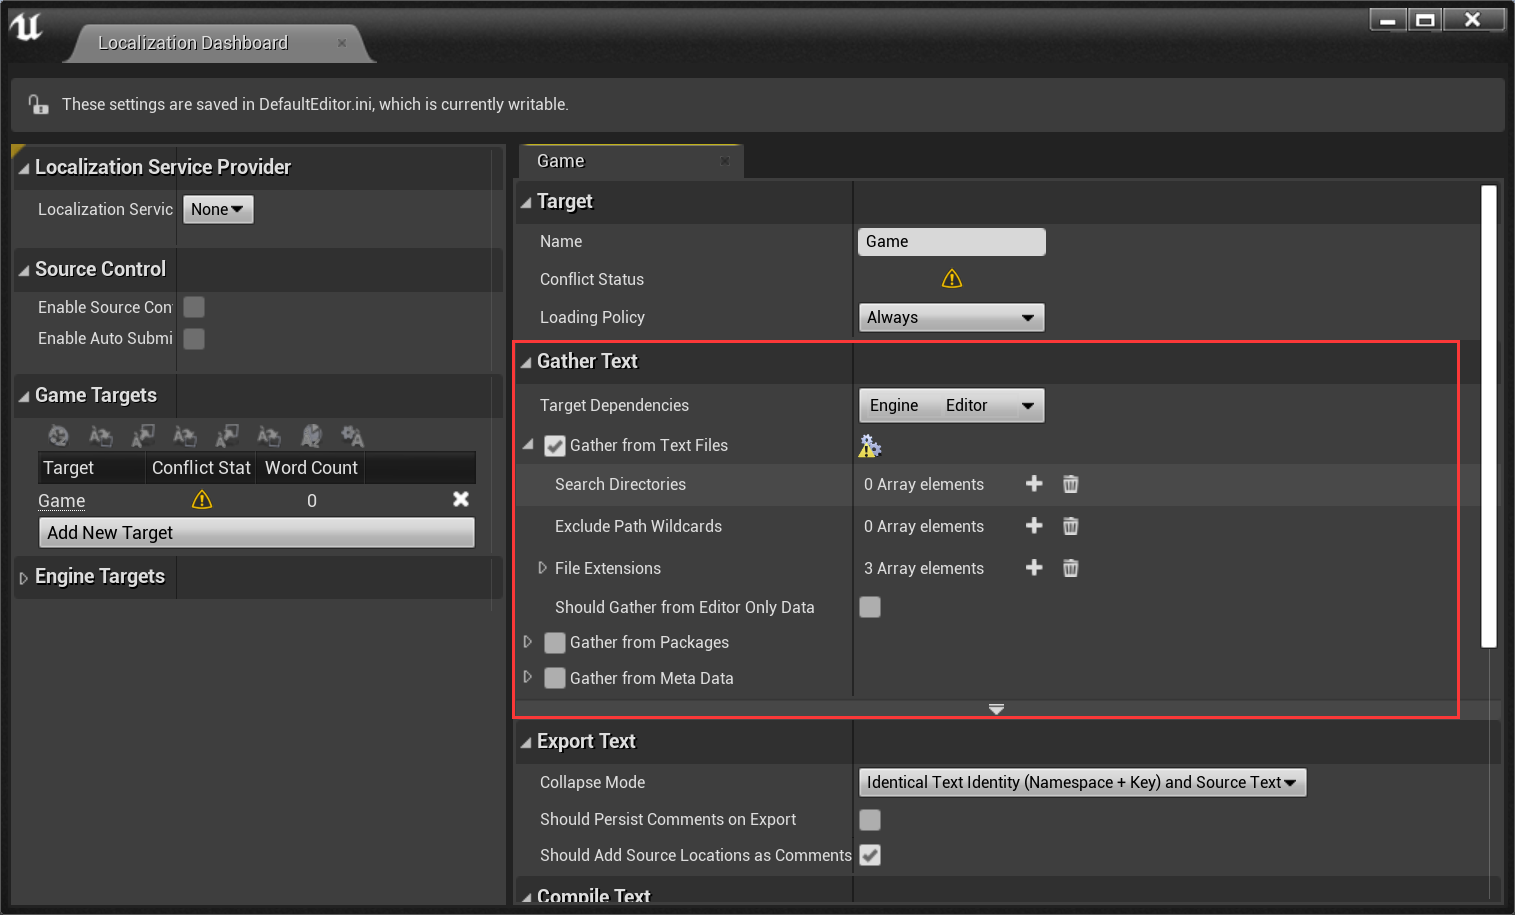 Localization Dashboard
These settings are saved in DefaultEditor.ini, which is currently writable.
Localization Service Provider
Localization Servic None
Source Control
Enable Source Con
Enable Auto Submi
Game Targets
Target Conflict Stat Word Count
Game 0
Add New Target
Engine Targets
Game
Target
Name Game
Conflict Status
Loading Policy Always
Gather Text
Target Dependencies Engine Editor
Gather from Text Files
Search Directories 0 Array elements
Exclude Path Wildcards 0 Array elements
File Extensions 3 Array elements
Should Gather from Editor Only Data
Gather from Packages
Gather from Meta Data
Export Text
Collapse Mode Identical Text Identity (Namespace + Key) and Source Text
Should Persist Comments on Export
Should Add Source Locations as Comments
Compile Text